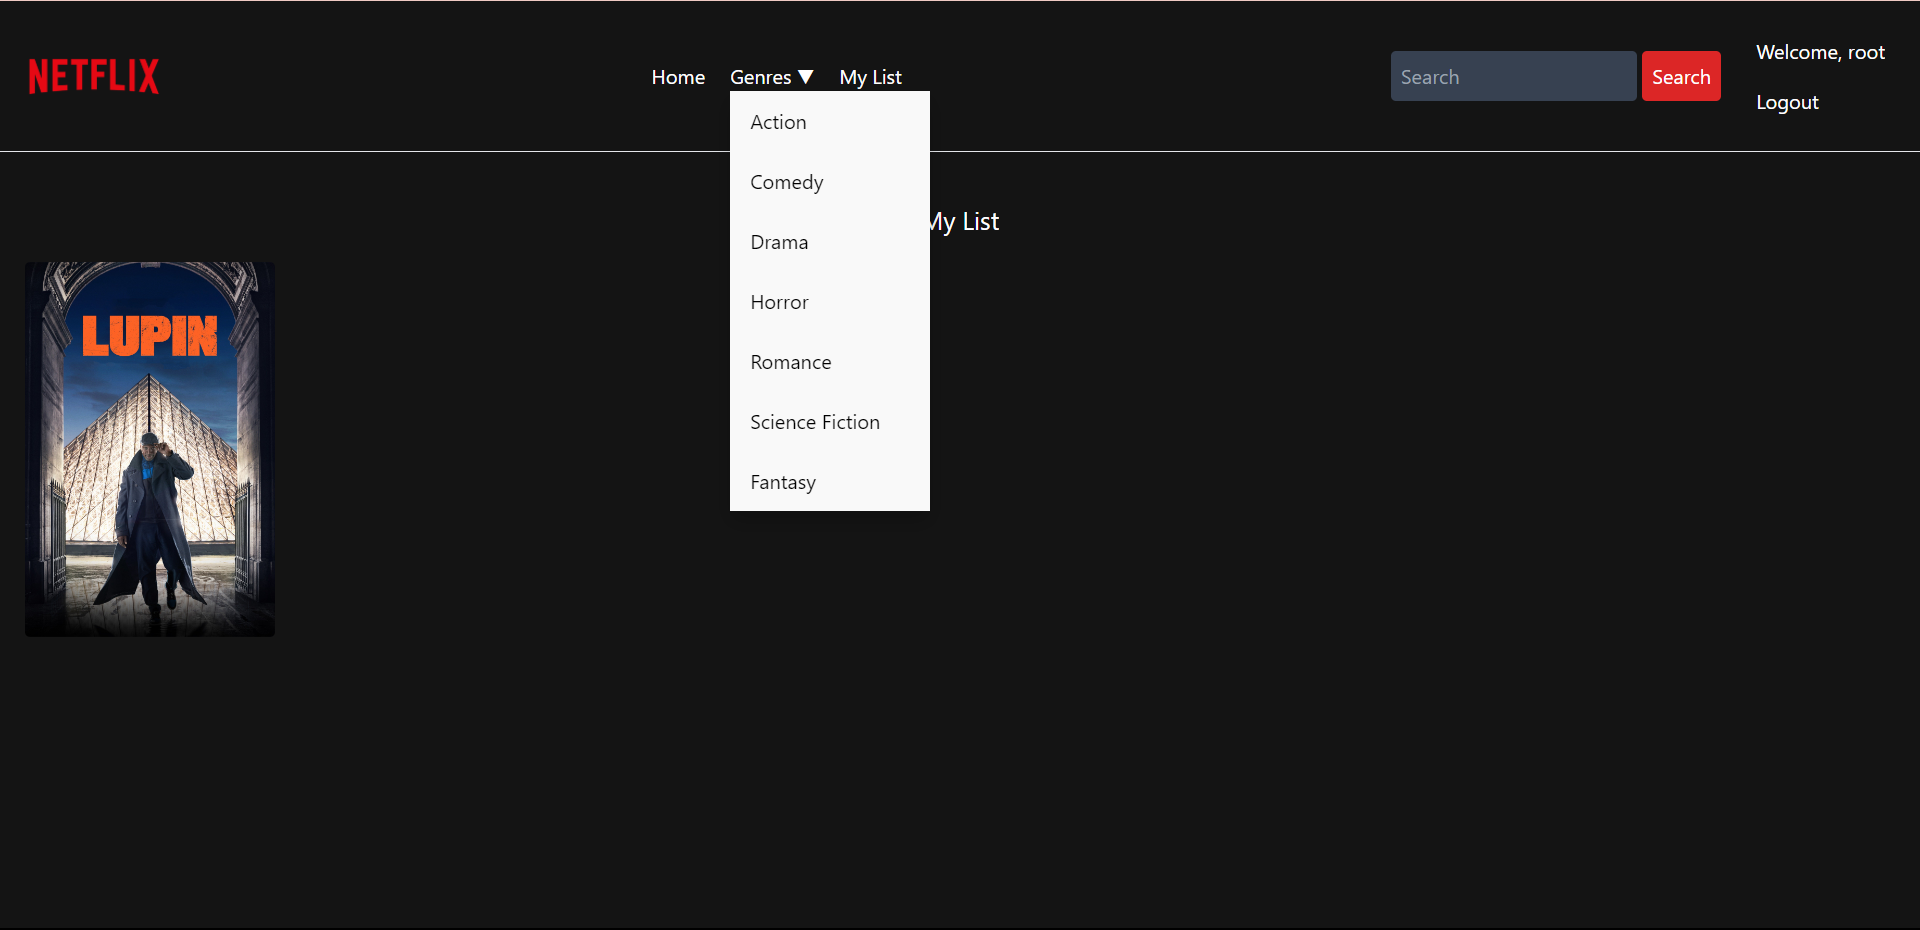 NETFLIX
Home
Genres ▼
My List
Search
Search
Welcome, root
Logout
Action
Comedy
Drama
Horror
Romance
Science Fiction
Fantasy
My List
LUPIN